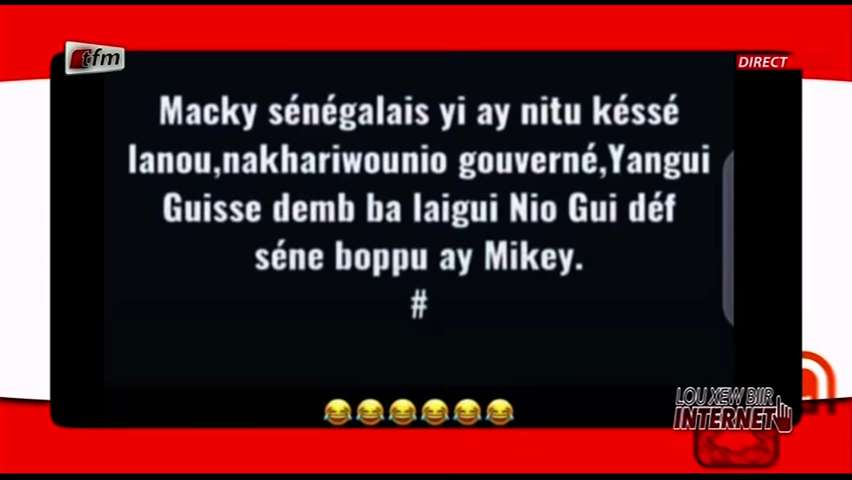 tfm
DIRECT
Macky sénégalais yi ay nitu késsé
lanou,nakhariwounio gouverné,Yangui
Guisse demb ba laigui Nio Gui déf
séne boppu ay Mikey.
#
😂😂😂😂😂😂
LOU XEW BIIR
INTERNET